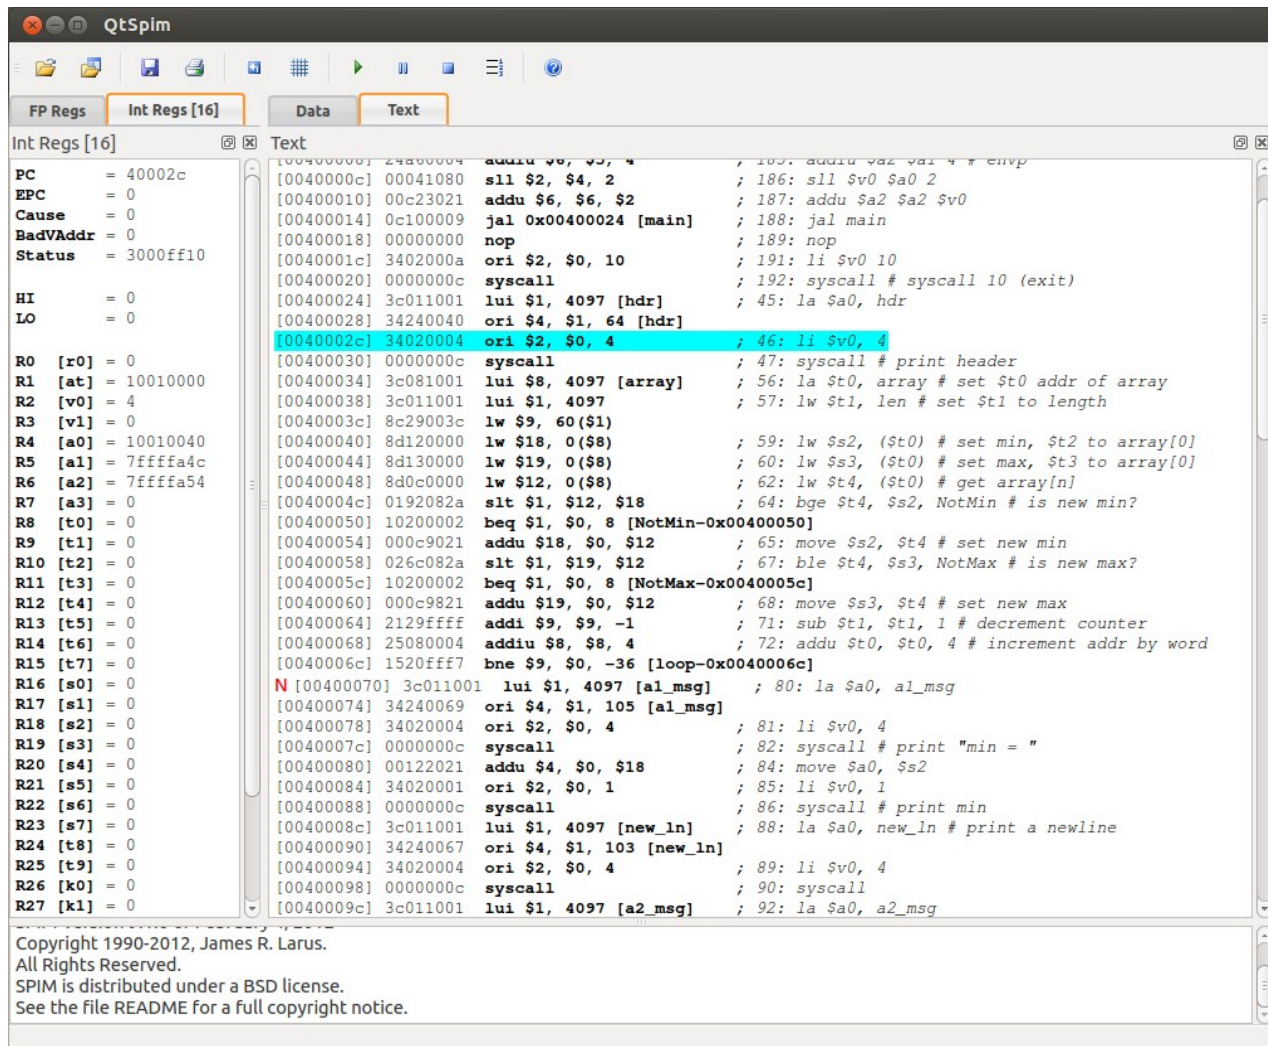 QtSpim
FP Regs
Int Regs [16]
Data
Text
Int Regs [16]
PC = 40002c
EPC = 0
Cause = 0
BadVAddr = 0
Status = 3000ff10
HI = 0
LO = 0
R0 [r0] = 0
R1 [at] = 10010000
R2 [v0] = 4
R3 [v1] = 0
R4 [a0] = 10010040
R5 [a1] = 7ffffa4c
R6 [a2] = 7ffffa54
R7 [a3] = 0
R8 [t0] = 0
R9 [t1] = 0
R10 [t2] = 0
R11 [t3] = 0
R12 [t4] = 0
R13 [t5] = 0
R14 [t6] = 0
R15 [t7] = 0
R16 [s0] = 0
R17 [s1] = 0
R18 [s2] = 0
R19 [s3] = 0
R20 [s4] = 0
R21 [s5] = 0
R22 [s6] = 0
R23 [s7] = 0
R24 [t8] = 0
R25 [t9] = 0
R26 [k0] = 0
R27 [k1] = 0
Text
[00400008] 24a60004 addiu $6, $5, 4 ; 185: addiu $a2 $a1 4 # envp
[0040000c] 00041080 sll $2, $4, 2 ; 186: sll $v0 $a0 2
[00400010] 00c23021 addu $6, $6, $2 ; 187: addu $a2 $a2 $v0
[00400014] 0c100009 jal 0x00400024 [main] ; 188: jal main
[00400018] 00000000 nop ; 189: nop
[0040001c] 3402000a ori $2, $0, 10 ; 191: li $v0 10
[00400020] 0000000c syscall ; 192: syscall # syscall 10 (exit)
[00400024] 3c011001 lui $1, 4097 [hdr] ; 45: la $a0, hdr
[00400028] 34240040 ori $4, $1, 64 [hdr]
[0040002c] 34020004 ori $2, $0, 4 ; 46: li $v0, 4
[00400030] 0000000c syscall ; 47: syscall # print header
[00400034] 3c081001 lui $8, 4097 [array] ; 56: la $t0, array # set $t0 addr of array
[00400038] 3c011001 lui $1, 4097 ; 57: lw $t1, len # set $t1 to length
[0040003c] 8c29003c lw $9, 60($1)
[00400040] 8d120000 lw $18, 0($8) ; 59: lw $s2, ($t0) # set min, $t2 to array[0]
[00400044] 8d130000 lw $19, 0($8) ; 60: lw $s3, ($t0) # set max, $t3 to array[0]
[00400048] 8d0c0000 lw $12, 0($8) ; 62: lw $t4, ($t0) # get array[n]
[0040004c] 0192082a slt $1, $12, $18 ; 64: bge $t4, $s2, NotMin # is new min?
[00400050] 10200002 beq $1, $0, 8 [NotMin-0x00400050]
[00400054] 000c9021 addu $18, $0, $12 ; 65: move $s2, $t4 # set new min
[00400058] 026c082a slt $1, $19, $12 ; 67: ble $t4, $s3, NotMax # is new max?
[0040005c] 10200002 beq $1, $0, 8 [NotMax-0x0040005c]
[00400060] 000c9821 addu $19, $0, $12 ; 68: move $s3, $t4 # set new max
[00400064] 2129ffff addi $9, $9, -1 ; 71: sub $t1, $t1, 1 # decrement counter
[00400068] 25080004 addiu $8, $8, 4 ; 72: addu $t0, $t0, 4 # increment addr by word
[0040006c] 1520fff7 bne $9, $0, -36 [loop-0x0040006c]
N [00400070] 3c011001 lui $1, 4097 [a1_msg] ; 80: la $a0, a1_msg
[00400074] 34240069 ori $4, $1, 105 [a1_msg]
[00400078] 34020004 ori $2, $0, 4 ; 81: li $v0, 4
[0040007c] 0000000c syscall ; 82: syscall # print "min = "
[00400080] 00122021 addu $4, $0, $18 ; 84: move $a0, $s2
[00400084] 34020001 ori $2, $0, 1 ; 85: li $v0, 1
[00400088] 0000000c syscall ; 86: syscall # print min
[0040008c] 3c011001 lui $1, 4097 [new_ln] ; 88: la $a0, new_ln # print a newline
[00400090] 34240067 ori $4, $1, 103 [new_ln]
[00400094] 34020004 ori $2, $0, 4 ; 89: li $v0, 4
[00400098] 0000000c syscall ; 90: syscall
[0040009c] 3c011001 lui $1, 4097 [a2_msg] ; 92: la $a0, a2_msg
Copyright 1990-2012, James R. Larus.
All Rights Reserved.
SPIM is distributed under a BSD license.
See the file README for a full copyright notice.